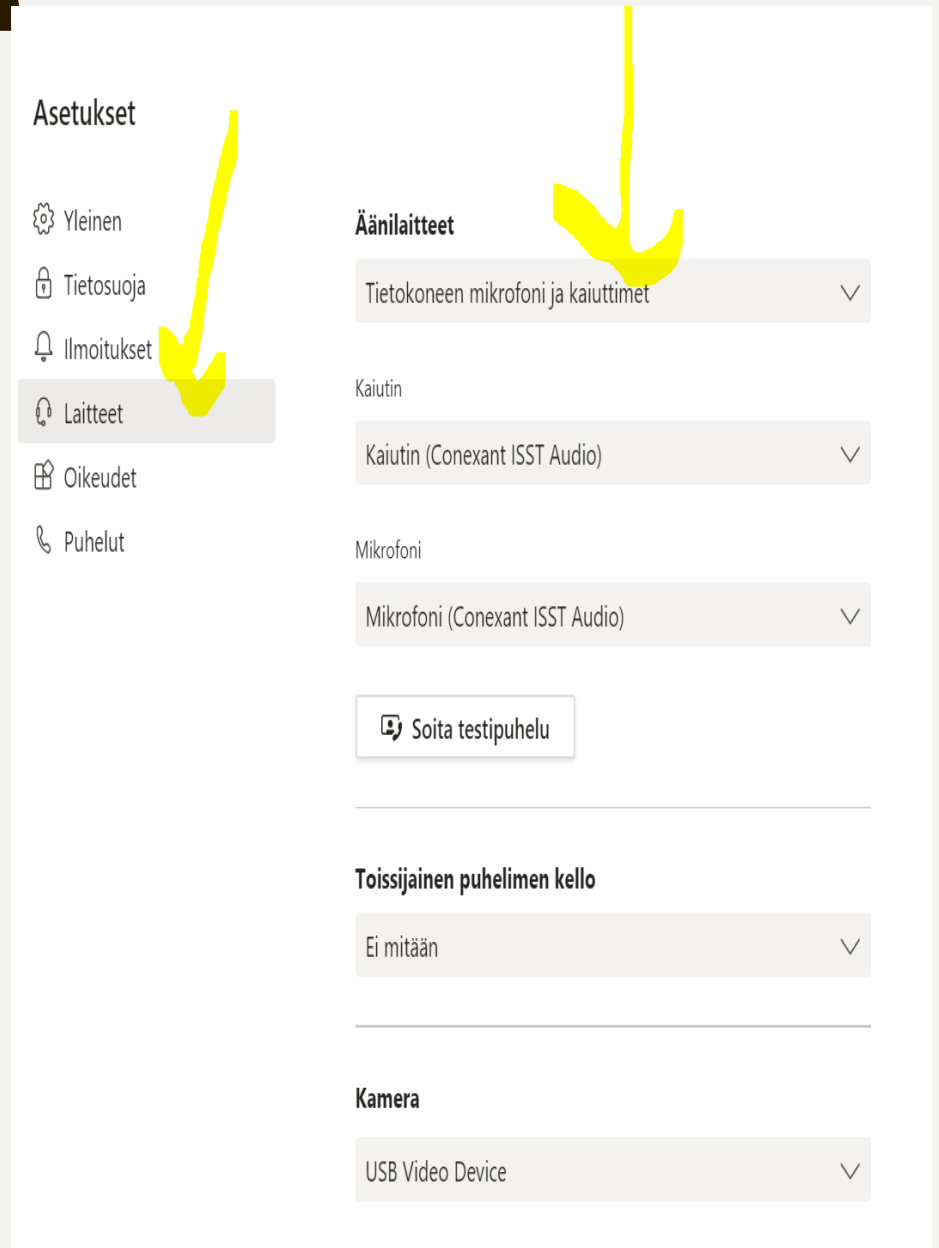 Asetukset
Yleinen
Tietosuoja
Ilmoitukset
Laitteet
Oikeudet
Puhelut
Äänilaitteet
Tietokoneen mikrofoni ja kaiuttimet
Kaiutin
Kaiutin (Conexant ISST Audio)
Mikrofoni
Mikrofoni (Conexant ISST Audio)
Soita testipuhelu
Toissijainen puhelimen kello
Ei mitään
Kamera
USB Video Device